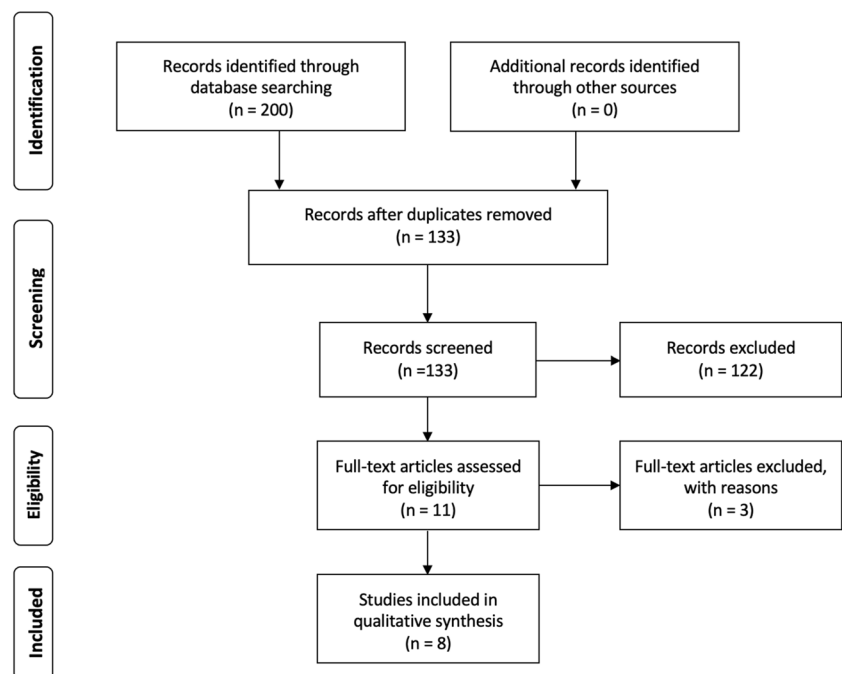 Identification
Records identified through
database searching
(n = 200)
Additional records identified
through other sources
(n = 0)
Records after duplicates removed
(n = 133)
Screening
Records screened
(n =133)
Records excluded
(n = 122)
Eligibility
Full-text articles assessed
for eligibility
(n = 11)
Full-text articles excluded,
with reasons
(n = 3)
Included
Studies included in
qualitative synthesis
(n = 8)